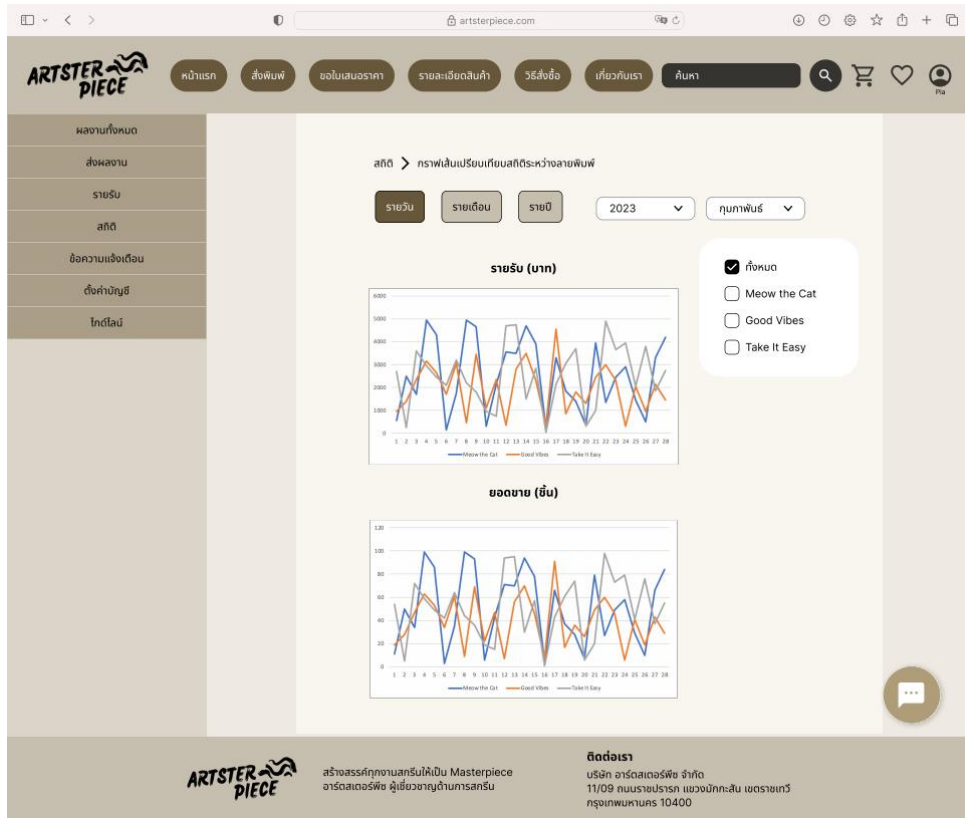 artsterpiece.com
ARTSTER PIECE
หน้าแรก
สั่งพิมพ์
ขอใบเสนอราคา
รายละเอียดสินค้า
วิธีสั่งซื้อ
เกี่ยวกับเรา
ค้นหา
Pla
ผลงานทั้งหมด
ส่งผลงาน
รายรับ
สถิติ
ข้อความแจ้งเตือน
ตั้งค่าบัญชี
ไกด์ไลน์
สถิติ > กราฟเส้นเปรียบเทียบสถิติระหว่างลายพิมพ์
รายวัน
รายเดือน
รายปี
2023
กุมภาพันธ์
รายรับ (บาท)
ทั้งหมด
Meow the Cat
Good Vibes
Take It Easy
6000
5000
4000
3000
2000
1000
0
1 2 3 4 5 6 7 8 9 10 11 12 13 14 15 16 17 18 19 20 21 22 23 24 25 26 27 28
Meow the Cat Good Vibes Take It Easy
ยอดขาย (ชิ้น)
120
100
80
60
40
20
0
1 2 3 4 5 6 7 8 9 10 11 12 13 14 15 16 17 18 19 20 21 22 23 24 25 26 27 28
Meow the Cat Good Vibes Take It Easy
ARTSTER PIECE
สร้างสรรค์ทุกงานสกรีนให้เป็น Masterpiece
อาร์ตสเตอร์พีซ ผู้เชี่ยวชาญด้านการสกรีน
ติดต่อเรา
บริษัท อาร์ตสเตอร์พีซ จำกัด
11/09 ถนนราชปรารภ แขวงมักกะสัน เขตราชเทวี
กรุงเทพมหานคร 10400